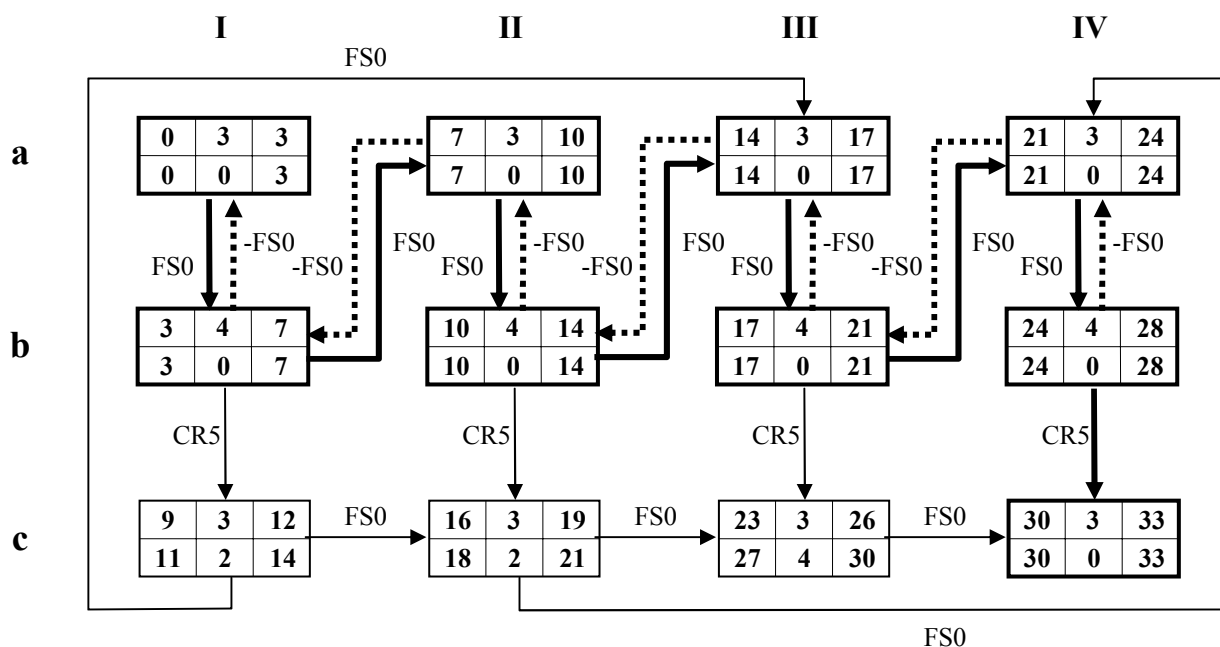 I II III IV
FS0
a
0 3 3 7 3 10 14 3 17 21 3 24
0 0 3 7 0 10 14 0 17 21 0 24
FS0 -FS0 -FS0 FS0 FS0 -FS0 -FS0 FS0 FS0 -FS0 -FS0 FS0 FS0 -FS0
b
3 4 7 10 4 14 17 4 21 24 4 28
3 0 7 10 0 14 17 0 21 24 0 28
CR5 CR5 CR5 CR5
c
9 3 12 FS0 16 3 19 FS0 23 3 26 FS0 30 3 33
11 2 14 18 2 21 27 4 30 30 0 33
FS0